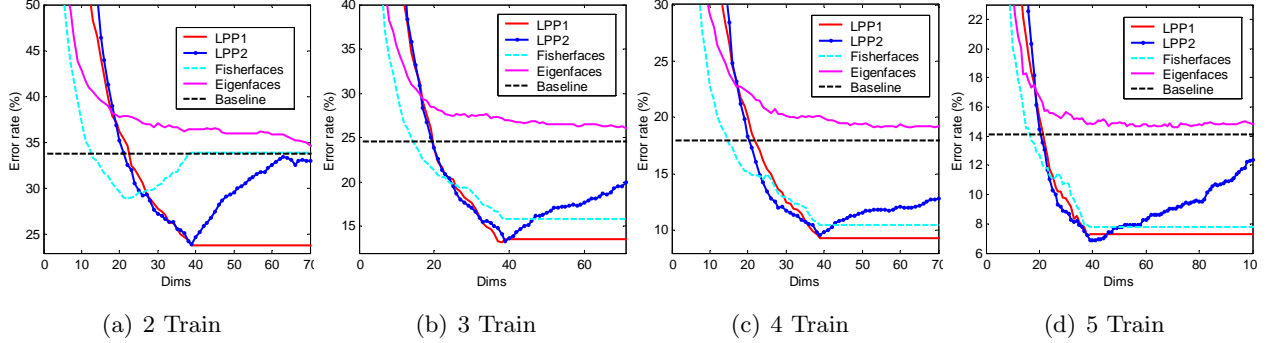 50
45
40
35
30
25
Error rate (%)
0 10 20 30 40 50 60 70
Dims
LPP1
LPP2
Fisherfaces
Eigenfaces
Baseline
(a) 2 Train
40
35
30
25
20
15
Error rate (%)
0 20 40 60
Dims
LPP1
LPP2
Fisherfaces
Eigenfaces
Baseline
(b) 3 Train
30
25
20
15
10
Error rate (%)
0 10 20 30 40 50 60 70
Dims
LPP1
LPP2
Fisherfaces
Eigenfaces
Baseline
(c) 4 Train
22
20
18
16
14
12
10
8
6
Error rate (%)
0 20 40 60 80
Dims
LPP1
LPP2
Fisherfaces
Eigenfaces
Baseline
(d) 5 Train